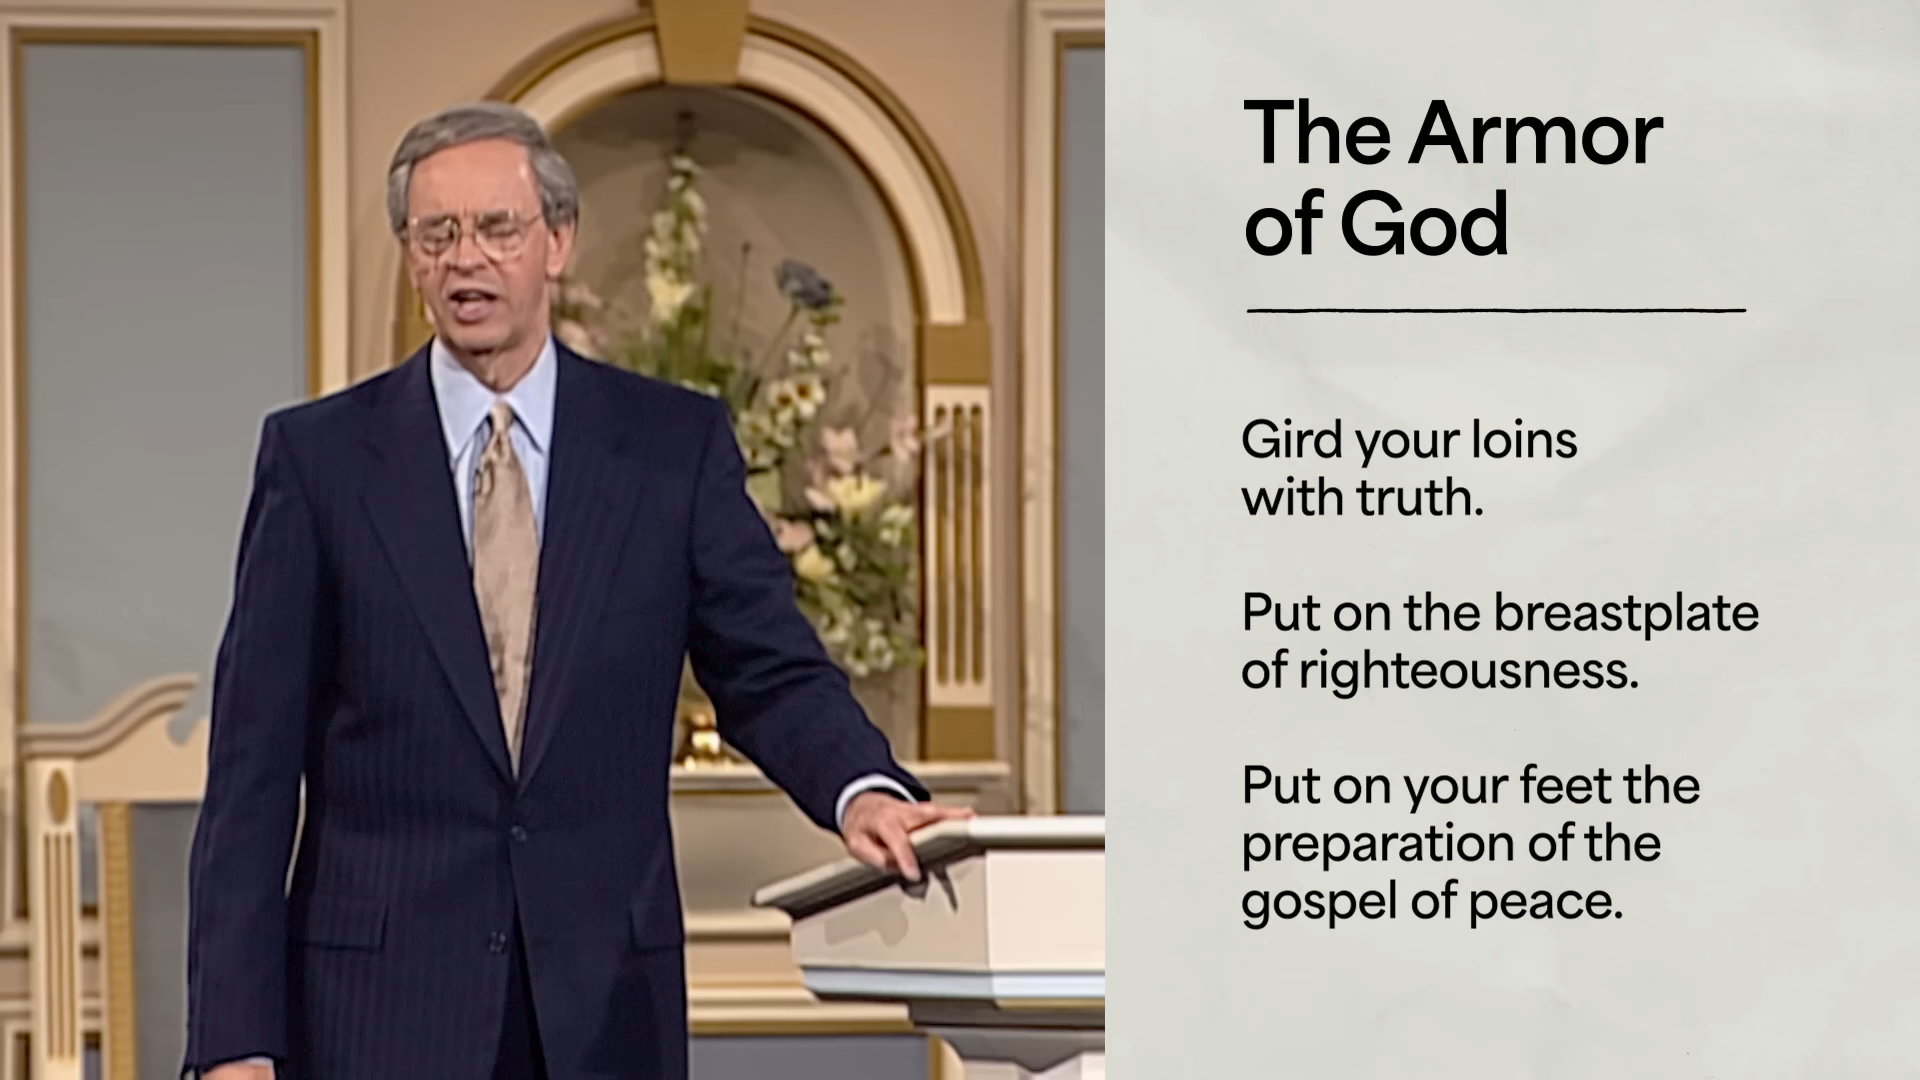 The Armor
of God
Gird your loins
with truth.
Put on the breastplate
of righteousness.
Put on your feet the
preparation of the
gospel of peace.